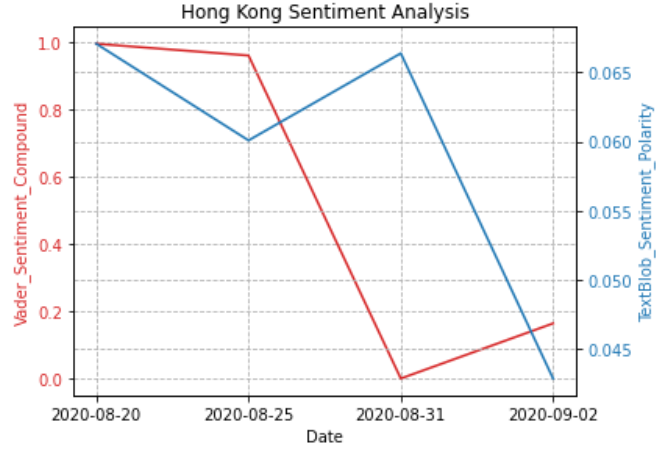 Hong Kong Sentiment Analysis
Vader_Sentiment_Compound
1.0
0.8
0.6
0.4
0.2
0.0
0.065
0.060
0.055
0.050
0.045
TextBlob_Sentiment_Polarity
2020-08-20 2020-08-25 2020-08-31 2020-09-02
Date